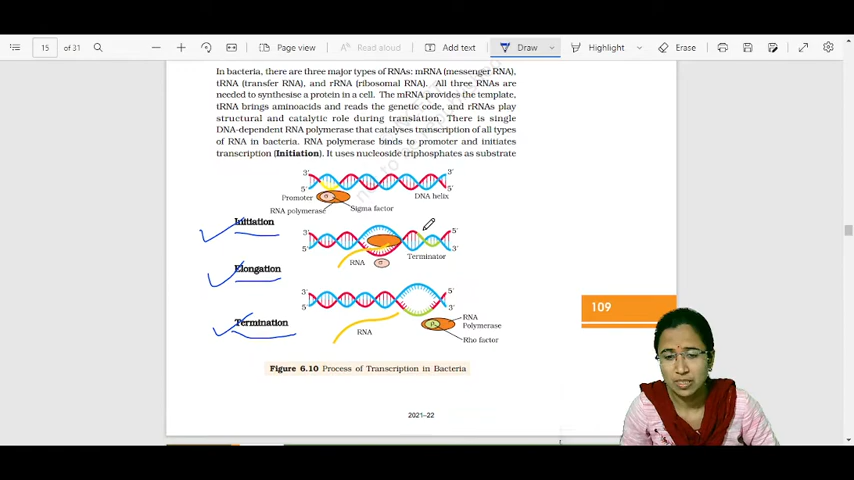 15 of 31
Page view
Read aloud
Add text
Draw
Highlight
Erase
In bacteria, there are three major types of RNAs: mRNA (messenger RNA),
tRNA (transfer RNA), and rRNA (ribosomal RNA). All three RNAs are
needed to synthesise a protein in a cell. The mRNA provides the template,
tRNA brings aminoacids and reads the genetic code, and rRNAs play
structural and catalytic role during translation. There is single
DNA-dependent RNA polymerase that catalyses transcription of all types
of RNA in bacteria. RNA polymerase binds to promoter and initiates
transcription (Initiation). It uses nucleoside triphosphates as substrate
3' 3'
5' 5'
Promoter DNA helix
RNA polymerase Sigma factor
Initiation
3' 5'
5' 3'
RNA Terminator
σ
Elongation
3' 5'
5' 3'
Termination
RNA
RNA
Polymerase
Rho factor
Figure 6.10 Process of Transcription in Bacteria
109
2021–22